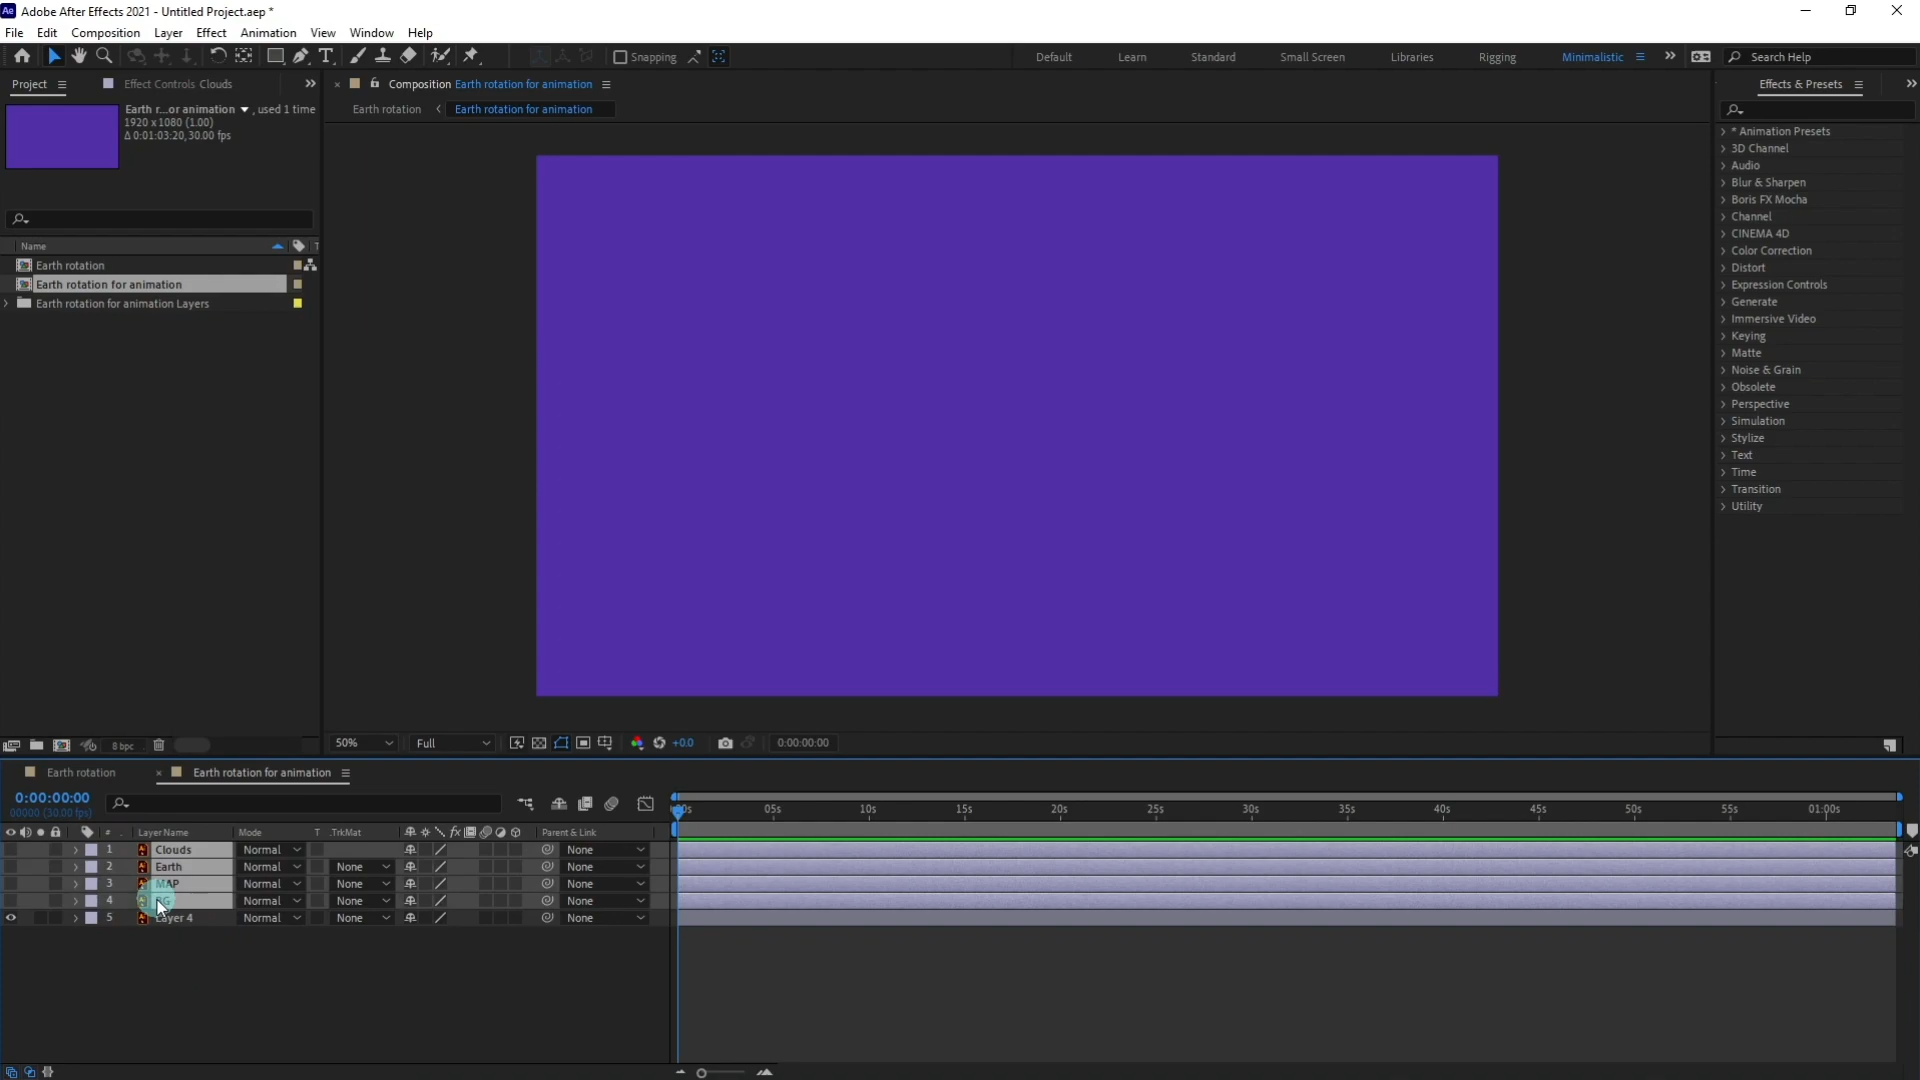 Adobe After Effects 2021 - Untitled Project.aep *
File Edit Composition Layer Effect Animation View Window Help
Snapping
Default Learn Standard Small Screen Libraries Rigging Minimalistic Search Help
Project Effect Controls Clouds
Composition Earth rotation for animation
Effects & Presets
Earth r...or animation , used 1 time
1920 x 1080 (1.00)
Δ 0:01:03:20, 30.00 fps
Earth rotation Earth rotation for animation
Name
Earth rotation
Earth rotation for animation
Earth rotation for animation Layers
* Animation Presets
3D Channel
Audio
Blur & Sharpen
Boris FX Mocha
Channel
CINEMA 4D
Color Correction
Distort
Expression Controls
Generate
Immersive Video
Keying
Matte
Noise & Grain
Obsolete
Perspective
Simulation
Stylize
Text
Time
Transition
Utility
8 bpc
50% Full +0.0 0:00:00:00
Earth rotation Earth rotation for animation
0:00:00:00
00000 (30.00 fps)
05s 10s 15s 20s 25s 30s 35s 40s 45s 50s 55s 01:00s
# Layer Name Mode T .TrkMat fx Parent & Link
1 Clouds Normal None
2 Earth Normal None None
3 MAP Normal None None
4 Normal None None
5 Layer 4 Normal None None